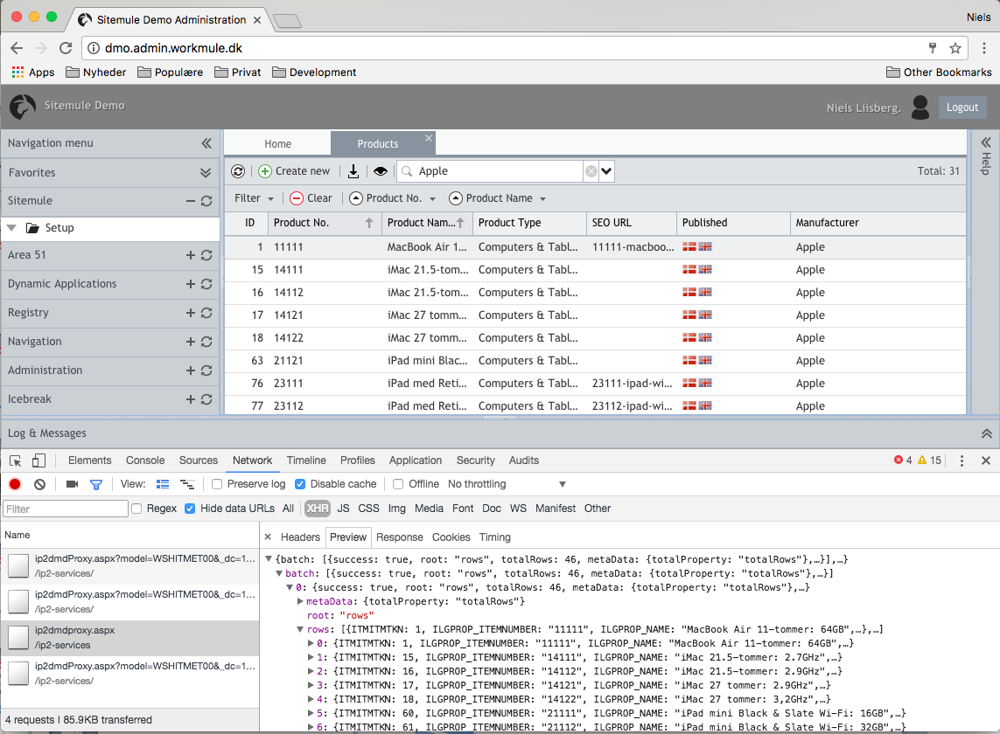 Sitemule Demo Administration
Niels
dmo.admin.workmule.dk
Apps Nyheder Populære Privat Development Other Bookmarks
Sitemule Demo Niels Liisberg. Logout
Navigation menu
Favorites
Sitemule
Setup
Area 51
Dynamic Applications
Registry
Navigation
Administration
Icebreak
Home Products
Create new Apple Total: 31
Filter Clear Product No. Product Name
ID Product No. Product Nam... Product Type SEO URL Published Manufacturer
1 11111 MacBook Air 1... Computers & Tabl... 11111-macboo... Apple
15 14111 iMac 21.5-tom... Computers & Tabl... Apple
16 14112 iMac 21.5-tom... Computers & Tabl... Apple
17 14121 iMac 27 tomm... Computers & Tabl... Apple
18 14122 iMac 27 tomm... Computers & Tabl... Apple
63 21121 iPad mini Blac... Computers & Tabl... Apple
76 23111 iPad med Reti... Computers & Tabl... 23111-ipad-wi... Apple
77 23112 iPad med Reti... Computers & Tabl... 23112-ipad-wi... Apple
Help
Log & Messages
Elements Console Sources Network Timeline Profiles Application Security Audits 4 15
View: Preserve log Disable cache Offline No throttling
Filter Regex Hide data URLs All XHR JS CSS Img Media Font Doc WS Manifest Other
Name
ip2dmdProxy.aspx?model=WSHITMET00&_dc=1...
/ip2-services/
ip2dmdProxy.aspx?model=WSHITMET00&_dc=1...
/ip2-services/
ip2dmdproxy.aspx
/ip2-services
ip2dmdProxy.aspx?model=WSHITMET00&_dc=1...
/ip2-services/
4 requests | 85.9KB transferred
Headers Preview Response Cookies Timing
{batch: [{success: true, root: "rows", totalRows: 46, metaData: {totalProperty: "totalRows"},…}],…}
batch: [{success: true, root: "rows", totalRows: 46, metaData: {totalProperty: "totalRows"},…}]
0: {success: true, root: "rows", totalRows: 46, metaData: {totalProperty: "totalRows"},…}
metaData: {totalProperty: "totalRows"}
root: "rows"
rows: [{ITMITMTKN: 1, ILGPROP_ITEMNUMBER: "11111", ILGPROP_NAME: "MacBook Air 11-tommer: 64GB",…},…]
0: {ITMITMTKN: 1, ILGPROP_ITEMNUMBER: "11111", ILGPROP_NAME: "MacBook Air 11-tommer: 64GB",…}
1: {ITMITMTKN: 15, ILGPROP_ITEMNUMBER: "14111", ILGPROP_NAME: "iMac 21.5-tommer: 2.7GHz",…}
2: {ITMITMTKN: 16, ILGPROP_ITEMNUMBER: "14112", ILGPROP_NAME: "iMac 21.5-tommer: 2.9GHz",…}
3: {ITMITMTKN: 17, ILGPROP_ITEMNUMBER: "14121", ILGPROP_NAME: "iMac 27 tommer: 2.9GHz",…}
4: {ITMITMTKN: 18, ILGPROP_ITEMNUMBER: "14122", ILGPROP_NAME: "iMac 27 tommer: 3,2GHz",…}
5: {ITMITMTKN: 60, ILGPROP_ITEMNUMBER: "21111", ILGPROP_NAME: "iPad mini Black & Slate Wi-Fi: 16GB",…}
6: {ITMITMTKN: 61, ILGPROP_ITEMNUMBER: "21112", ILGPROP_NAME: "iPad mini Black & Slate Wi-Fi: 32GB",…}